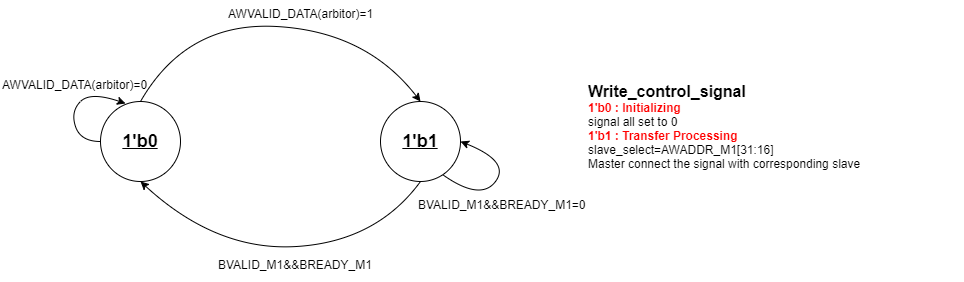 AWVALID_DATA(arbitor)=1
AWVALID_DATA(arbitor)=0
1'b0
1'b1
BVALID_M1&&BREADY_M1=0
BVALID_M1&&BREADY_M1
Write_control_signal
1'b0 : Initializing
signal all set to 0
1'b1 : Transfer Processing
slave_select=AWADDR_M1[31:16]
Master connect the signal with corresponding slave